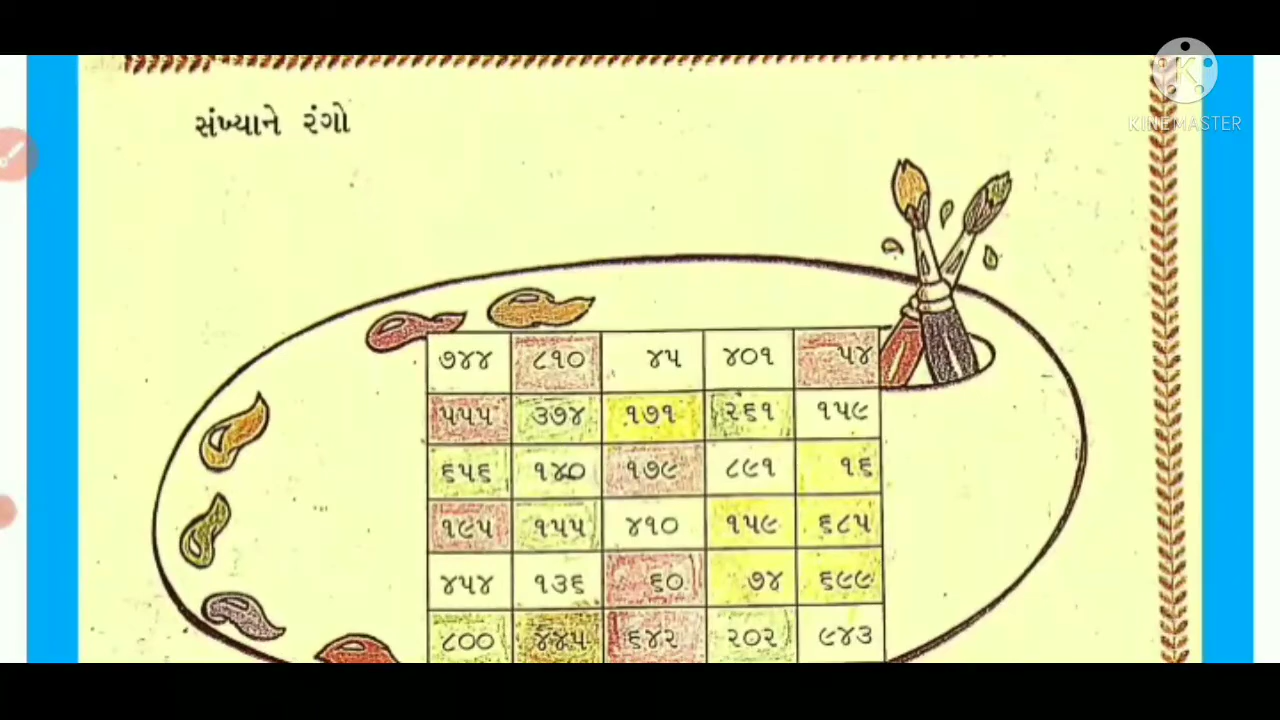 KINEMASTER
સંખ્યાને રંગો
૭૪૪ ૮૧૦ ૪૫ ૪૦૧ ૫૪
૫૫૫ ૩૭૪ ૧૭૧ ૨૬૧ ૧૫૯
૬૫૬ ૧૪૦ ૧૭૯ ૮૯૧ ૧૬
૧૯૫ ૧૫૫ ૪૧૦ ૧૫૯ ૬૮૫
૪૫૪ ૧૩૬ ૬૦ ૭૪ ૬૯૯
૮૦૦ ૪૪૫ ૬૪૨ ૨૦૨ ૯૪૩